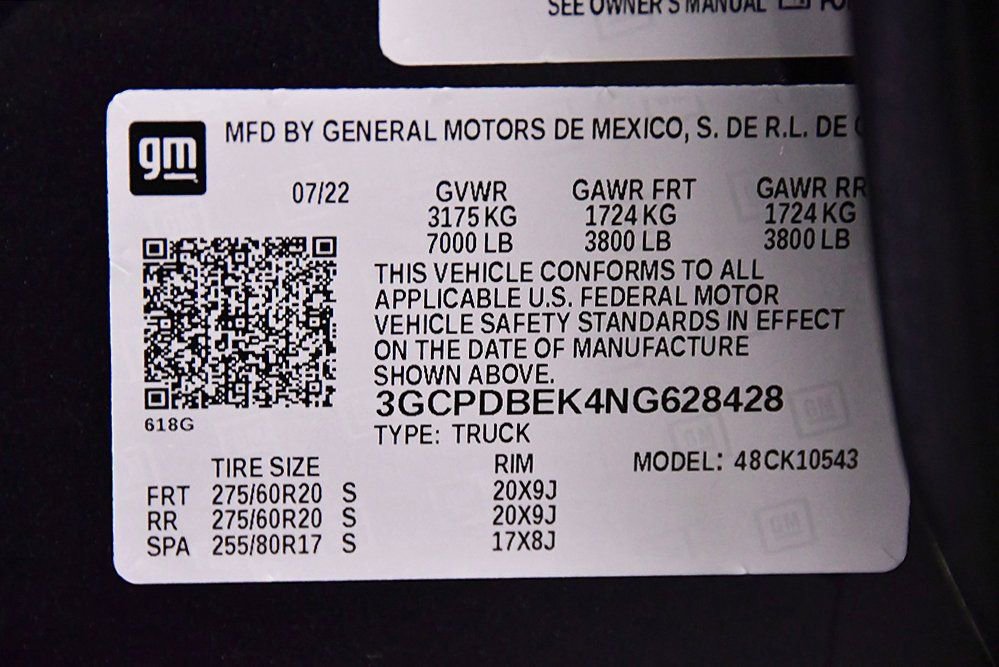 SEE OWNER'S MANUAL
gm
MFD BY GENERAL MOTORS DE MEXICO, S. DE R.L. DE
07/22 GVWR GAWR FRT GAWR RR
3175 KG 1724 KG 1724 KG
7000 LB 3800 LB 3800 LB
THIS VEHICLE CONFORMS TO ALL
APPLICABLE U.S. FEDERAL MOTOR
VEHICLE SAFETY STANDARDS IN EFFECT
ON THE DATE OF MANUFACTURE
SHOWN ABOVE.
3GCPDBEK4NG628428
618G
TYPE: TRUCK
TIRE SIZE RIM MODEL: 48CK10543
FRT 275/60R20 S 20X9J
RR 275/60R20 S 20X9J
SPA 255/80R17 S 17X8J
GM
GM
GM